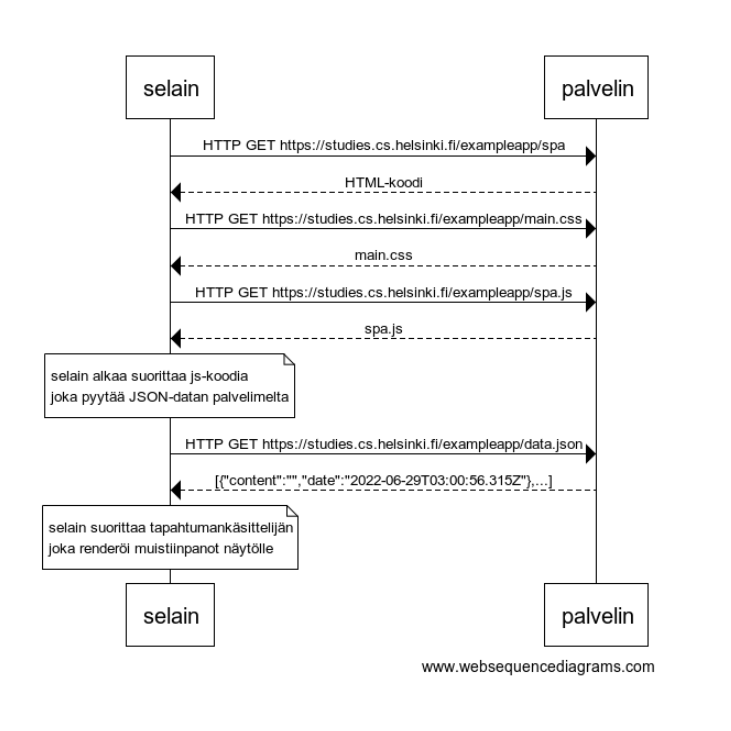 selain palvelin
HTTP GET https://studies.cs.helsinki.fi/exampleapp/spa
HTML-koodi
HTTP GET https://studies.cs.helsinki.fi/exampleapp/main.css
main.css
HTTP GET https://studies.cs.helsinki.fi/exampleapp/spa.js
spa.js
selain alkaa suorittaa js-koodia
joka pyytää JSON-datan palvelimelta
HTTP GET https://studies.cs.helsinki.fi/exampleapp/data.json
[{"content":"","date":"2022-06-29T03:00:56.315Z"},...]
selain suorittaa tapahtumankäsittelijän
joka renderöi muistiinpanot näytölle
selain palvelin
www.websequencediagrams.com